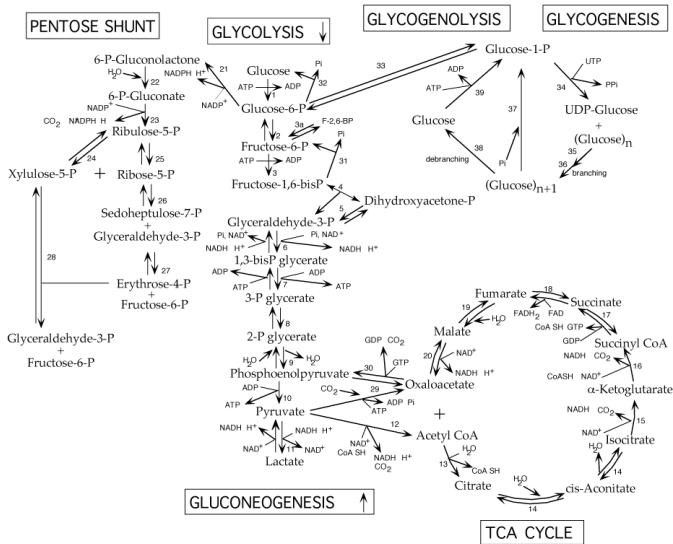 PENTOSE SHUNT
GLYCOLYSIS
GLYCOGENOLYSIS
GLYCOGENESIS
6-P-Gluconolactone
H2O
22
6-P-Gluconate
NADP+
CO2 NADPH H
23
Ribulose-5-P
24
25
Xylulose-5-P + Ribose-5-P
26
Sedoheptulose-7-P
+
Glyceraldehyde-3-P
28
27
Erythrose-4-P
+
Fructose-6-P
Glyceraldehyde-3-P
+
Fructose-6-P
21
NADPH H+
NADP+
Glucose
Pi
32
ATP ADP
1
Glucose-6-P
33
2
3a
F-2,6-BP
Fructose-6-P
Pi
ATP ADP
3
31
Fructose-1,6-bisP
4
5
Dihydroxyacetone-P
Glyceraldehyde-3-P
Pi, NAD+
Pi, NAD+
NADH H+
6
NADH H+
1,3-bisP glycerate
ADP
ADP
7
ATP
ATP
3-P glycerate
8
2-P glycerate
H2O
9
H2O
Phosphoenolpyruvate
ADP
10
ATP
Pyruvate
NADH H+
NADH H+
NAD+
11
NAD+
Lactate
GLUCONEOGENESIS
Glucose-1-P
ADP
ATP
39
37
Glucose
38
debranching
Pi
(Glucose)n+1
UTP
34
PPi
UDP-Glucose
+
(Glucose)n
35
36
branching
GDP CO2
GTP
30
29
CO2
ADP Pi
ATP
Oxaloacetate
+
12
NAD+
CoA SH
NADH H+
CO2
Acetyl CoA
13
H2O
CoA SH
Citrate
H2O
14
cis-Aconitate
H2O
14
Isocitrate
NADH CO2
15
NAD+
α-Ketoglutarate
NADH CO2
16
CoASH NAD+
Succinyl CoA
CoA SH GTP
17
GDP
Succinate
18
FADH2 FAD
Fumarate
19
H2O
Malate
20
NAD+
NADH H+
TCA CYCLE